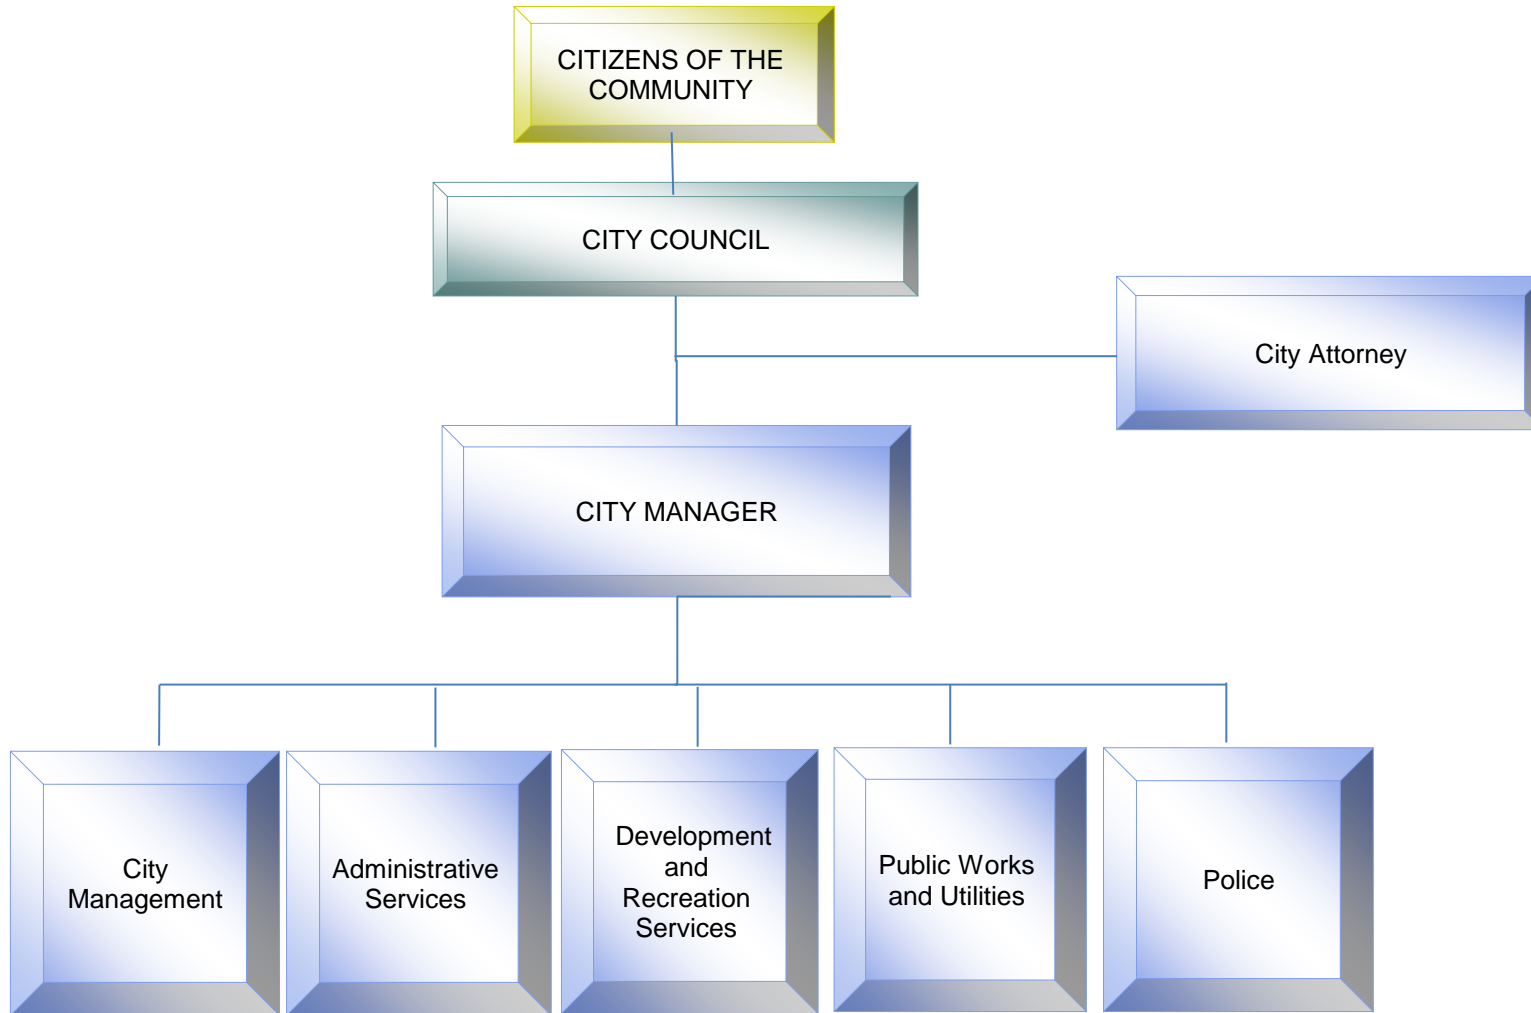 CITIZENS OF THE
COMMUNITY
CITY COUNCIL
City Attorney
CITY MANAGER
City
Management
Administrative
Services
Development
and
Recreation
Services
Public Works
and Utilities
Police